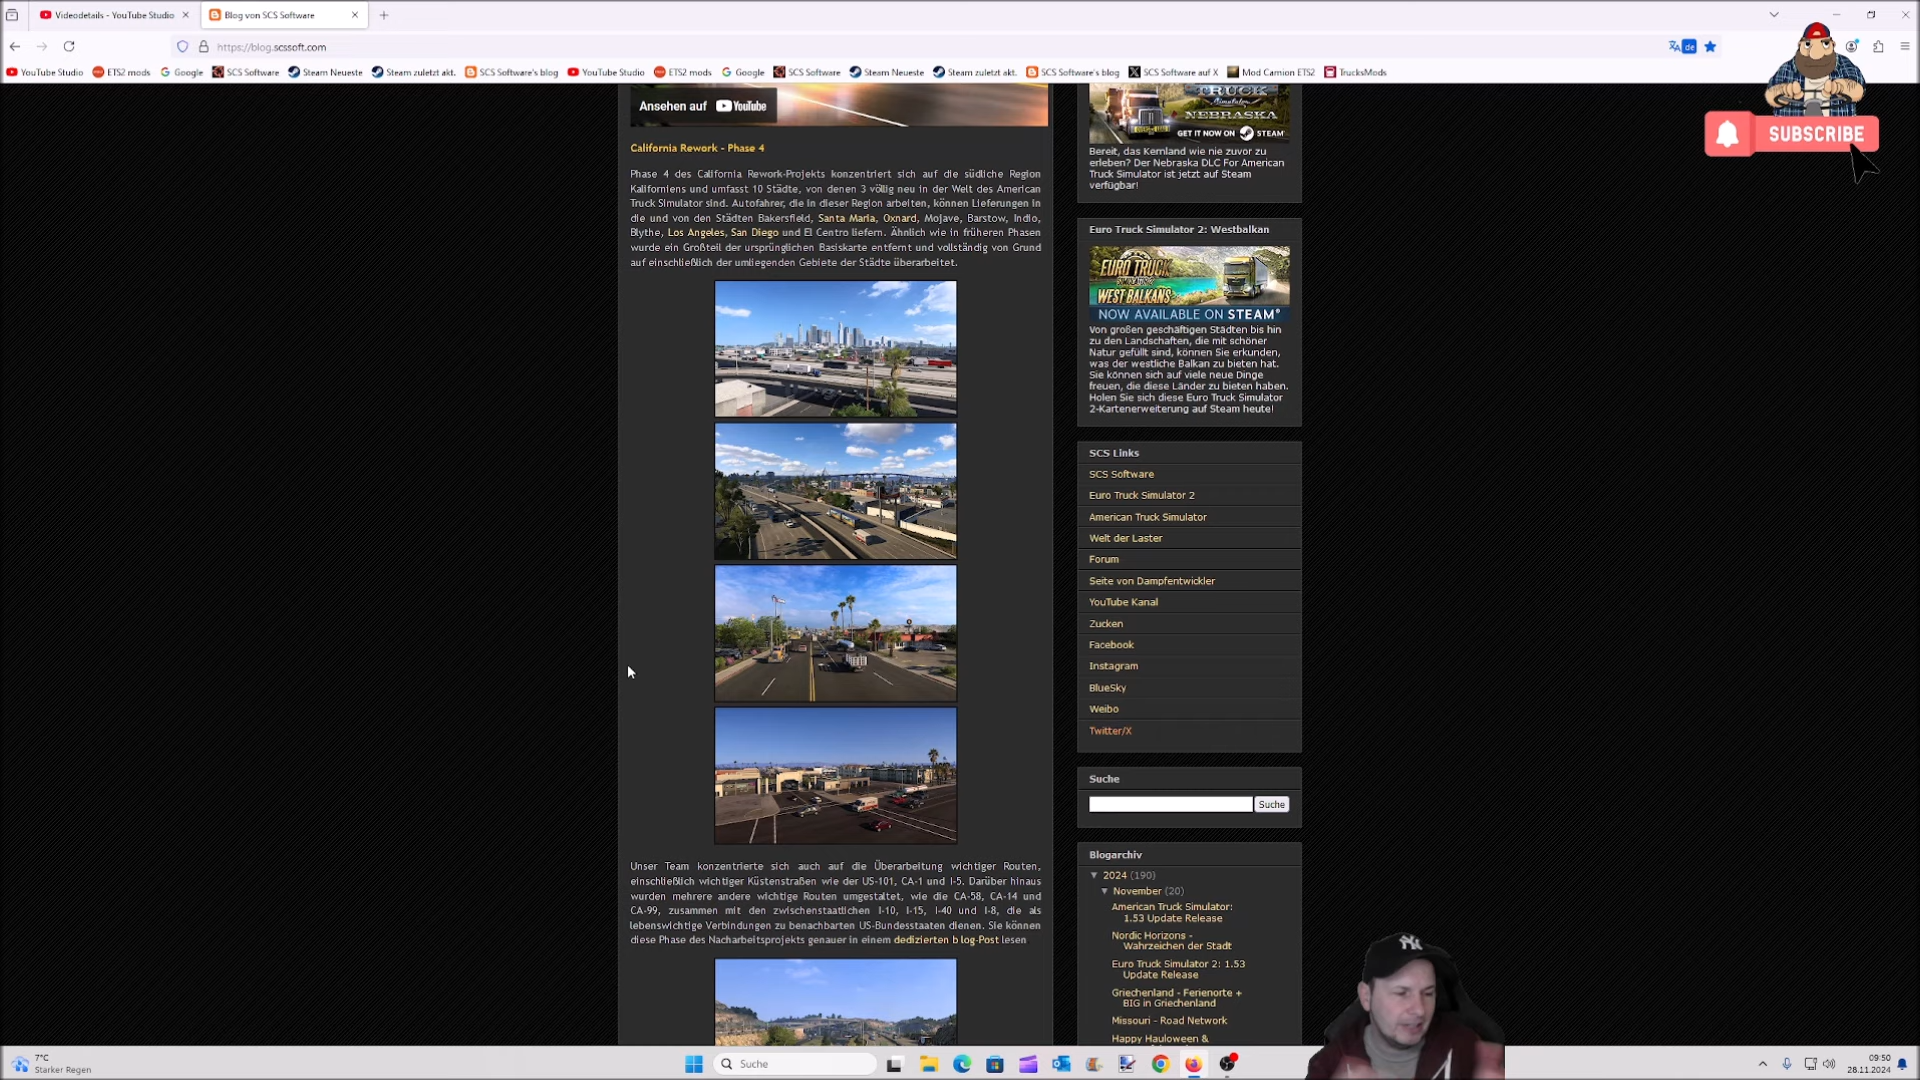 Videodetails - YouTube Studio
Blog von SCS Software
https://blog.scssoft.com
de
YouTube Studio
ETS2 mods
Google
SCS Software
Steam Neueste
Steam zuletzt akt.
SCS Software's blog
YouTube Studio
ETS2 mods
Google
SCS Software
Steam Neueste
Steam zuletzt akt.
SCS Software's blog
SCS Software auf X
Mod Camion ETS2
TrucksMods
SUBSCRIBE
Ansehen auf YouTube
California Rework - Phase 4
Phase 4 des California Rework-Projekts konzentriert sich auf die südliche Region
Kaliforniens und umfasst 10 Städte, von denen 3 völlig neu in der Welt des American
Truck Simulator sind. Autofahrer, die in dieser Region arbeiten, können Lieferungen in
die und von den Städten Bakersfield, Santa Maria, Oxnard, Mojave, Barstow, Indio,
Blythe, Los Angeles, San Diego und El Centro liefern. Ähnlich wie in früheren Phasen
wurde ein Großteil der ursprünglichen Basiskarte entfernt und vollständig von Grund
auf einschließlich der umliegenden Gebiete der Städte überarbeitet.
Unser Team konzentrierte sich auch auf die Überarbeitung wichtiger Routen,
einschließlich wichtiger Küstenstraßen wie der US-101, CA-1 und I-5. Darüber hinaus
wurden mehrere andere wichtige Routen umgestaltet, wie die CA-58, CA-14 und
CA-99, zusammen mit den zwischenstaatlichen I-10, I-15, I-40 und I-8, die als
lebenswichtige Verbindungen zu benachbarten US-Bundesstaaten dienen. Sie können
diese Phase des Nacharbeitsprojekts genauer in einem dedizierten b log-Post lesen
TRUCK
Simulator
NEBRASKA
GET IT NOW ON STEAM
Bereit, das Kernland wie nie zuvor zu
erleben? Der Nebraska DLC For American
Truck Simulator ist jetzt auf Steam
verfügbar!
Euro Truck Simulator 2: Westbalkan
EURO TRUCK
WEST BALKANS
NOW AVAILABLE ON STEAM®
Von großen geschäftigen Städten bis hin
zu den Landschaften, die mit schöner
Natur gefüllt sind, können Sie erkunden,
was der westliche Balkan zu bieten hat.
Sie können sich auf viele neue Dinge
freuen, die diese Länder zu bieten haben.
Holen Sie sich diese Euro Truck Simulator
2-Kartenerweiterung auf Steam heute!
SCS Links
SCS Software
Euro Truck Simulator 2
American Truck Simulator
Welt der Laster
Forum
Seite von Dampfentwickler
YouTube Kanal
Zucken
Facebook
Instagram
BlueSky
Weibo
Twitter/X
Suche
Suche
Blogarchiv
▼ 2024 (190)
▼ November (20)
American Truck Simulator:
1.53 Update Release
Nordic Horizons -
Wahrzeichen der Stadt
Euro Truck Simulator 2: 1.53
Update Release
Griechenland - Ferienorte +
BIG in Griechenland
Missouri - Road Network
Happy Hauloween &
7°C
Starker Regen
Suche
09:50
28.11.2024